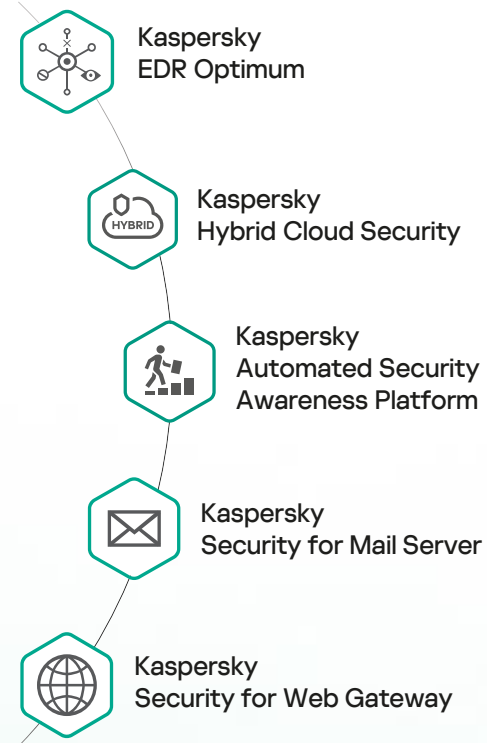 Kaspersky
EDR Optimum
HYBRID
Kaspersky
Hybrid Cloud Security
Kaspersky
Automated Security
Awareness Platform
Kaspersky
Security for Mail Server
Kaspersky
Security for Web Gateway